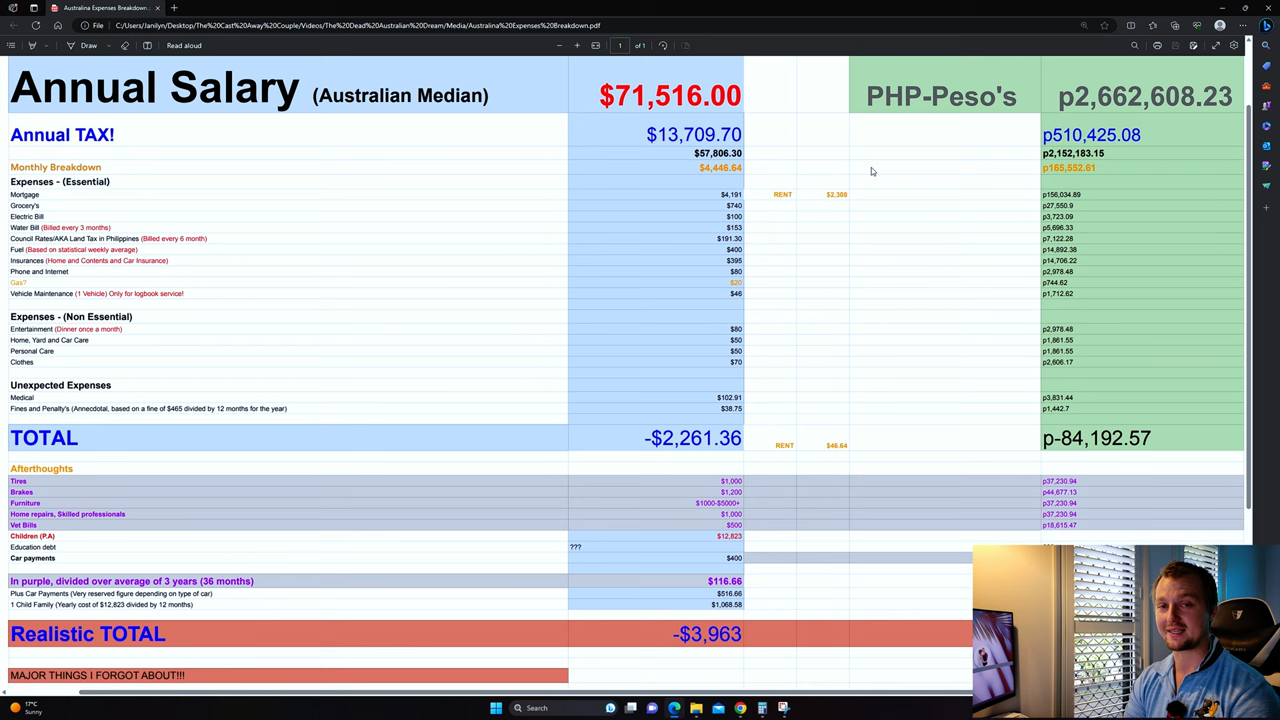 Australina Expenses Breakdown
File C:/Users/Janilyn/Desktop/The%20Cast%20Away%20Couple/Videos/The%20Dead%20Australian%20Dream/Media/Australina%20Expenses%20Breakdown.pdf
Draw Read aloud 1 of 1
Annual Salary (Australian Median) $71,516.00 PHP-Peso's p2,662,608.23
Annual TAX! $13,709.70 p510,425.08
$57,806.30 p2,152,183.15
Monthly Breakdown $4,446.64 p165,552.61
Expenses - (Essential)
Mortgage $4,191 RENT $2,308 p156,034.89
Grocery's $740 p27,550.9
Electric Bill $100 p3,723.09
Water Bill (Billed every 3 months) $153 p5,696.33
Council Rates/AKA Land Tax in Philippines (Billed every 6 month) $191.30 p7,122.28
Fuel (Based on statistical weekly average) $400 p14,892.38
Insurances (Home and Contents and Car Insurance) $395 p14,706.22
Phone and Internet $80 p2,978.48
Gas? $20 p744.62
Vehicle Maintenance (1 Vehicle) Only for logbook service! $46 p1,712.62
Expenses - (Non Essential)
Entertainment (Dinner once a month) $80 p2,978.48
Home, Yard and Car Care $50 p1,861.55
Personal Care $50 p1,861.55
Clothes $70 p2,606.17
Unexpected Expenses
Medical $102.91 p3,831.44
Fines and Penalty's (Annecdotal, based on a fine of $465 divided by 12 months for the year) $38.75 p1,442.7
TOTAL -$2,261.36 RENT $46.64 p-84,192.57
Afterthoughts
Tires $1,000 p37,230.94
Brakes $1,200 p44,677.13
Furniture $1000-$5000+ p37,230.94
Home repairs, Skilled professionals $1,000 p37,230.94
Vet Bills $500 p18,615.47
Children (P.A) $12,823
Education debt ???
Car payments $400
In purple, divided over average of 3 years (36 months) $116.66
Plus Car Payments (Very reserved figure depending on type of car) $516.66
1 Child Family (Yearly cost of $12,823 divided by 12 months) $1,068.58
Realistic TOTAL -$3,963
MAJOR THINGS I FORGOT ABOUT!!!
17°C
Sunny
Search